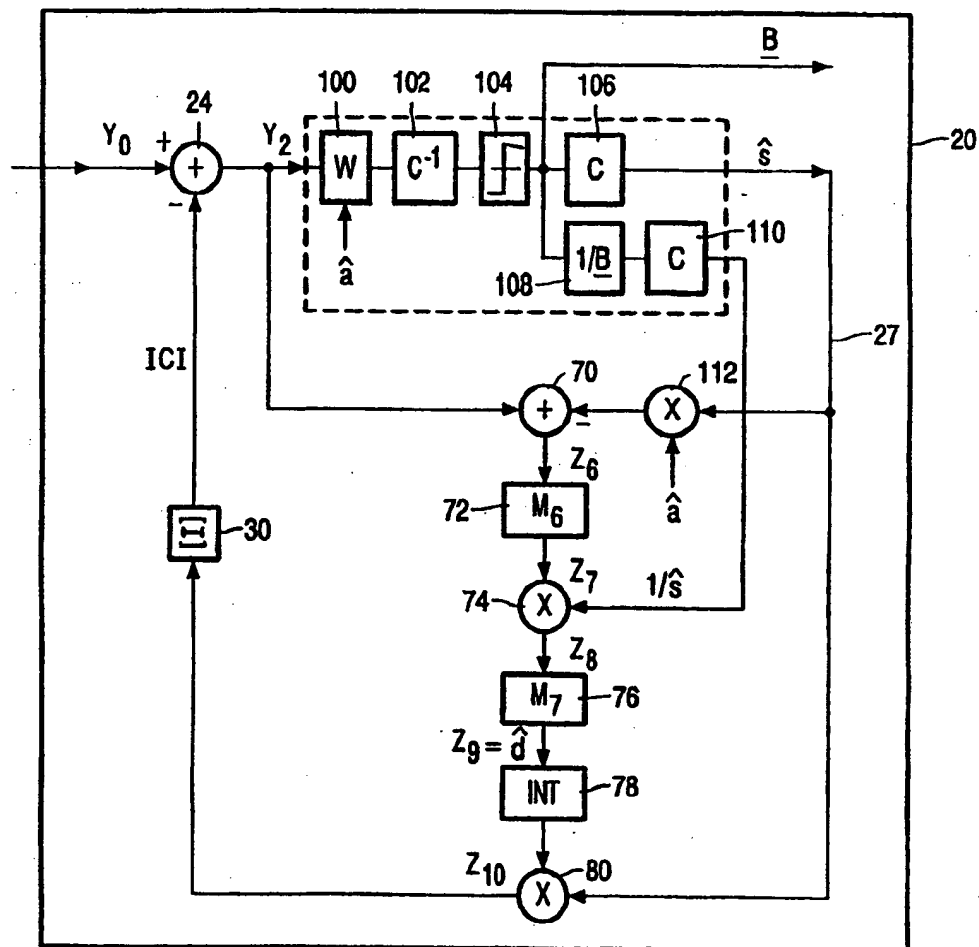 B
100
102
104
106
24
20
Y₀
+
+
Y₂
W
C⁻¹
C
ŝ
-
â
110
1/B
C
108
ICI
27
70
112
+
-
X
Z₆
â
72
M₆
30
Ξ
Z₇
1/ŝ
74
X
Z₈
M₇
76
Z₉ = d̂
INT
78
Z₁₀
80
X